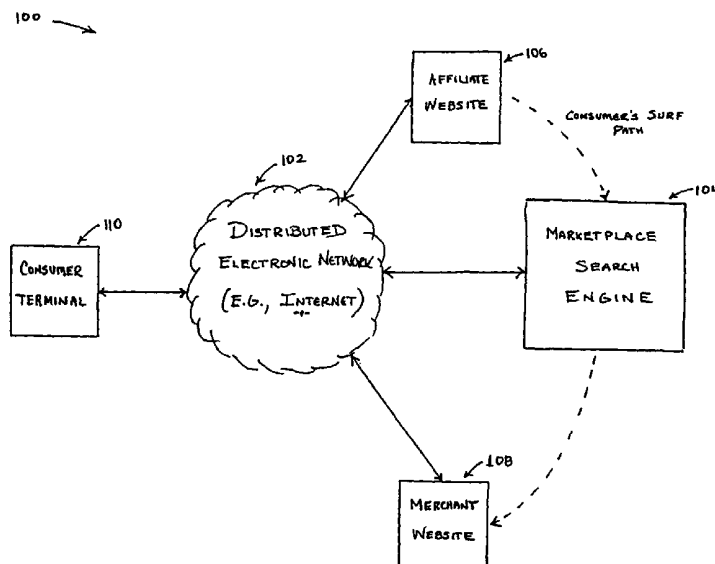 100
106
AFFILIATE
WEBSITE
CONSUMER'S SURF
PATH
102
DISTRIBUTED
ELECTRONIC NETWORK
(E.G., INTERNET)
110
CONSUMER
TERMINAL
MARKETPLACE
SEARCH
ENGINE
108
MERCHANT
WEBSITE